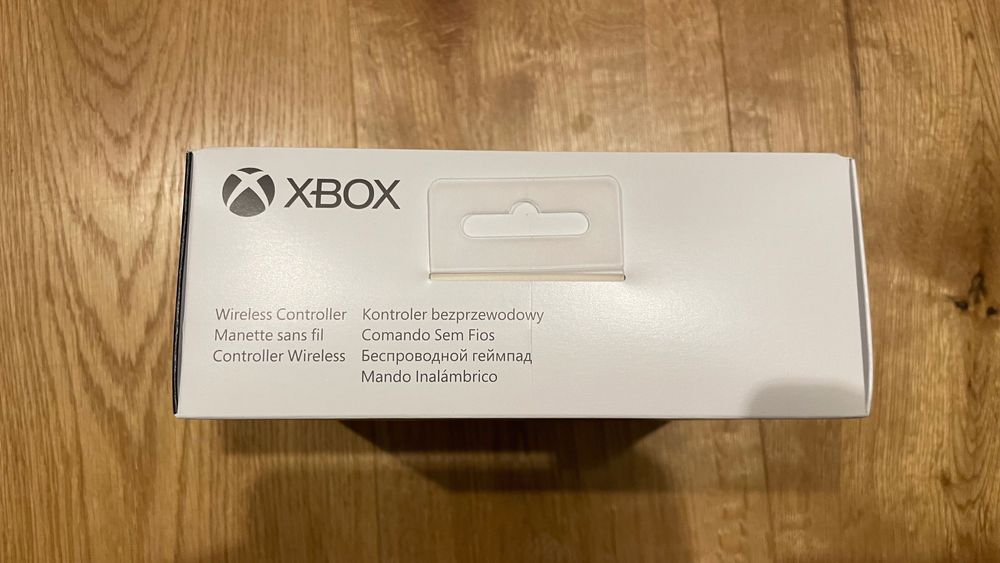 XBOX
Wireless Controller
Manette sans fil
Controller Wireless
Kontroler bezprzewodowy
Comando Sem Fios
Беспроводной геймпад
Mando Inalámbrico